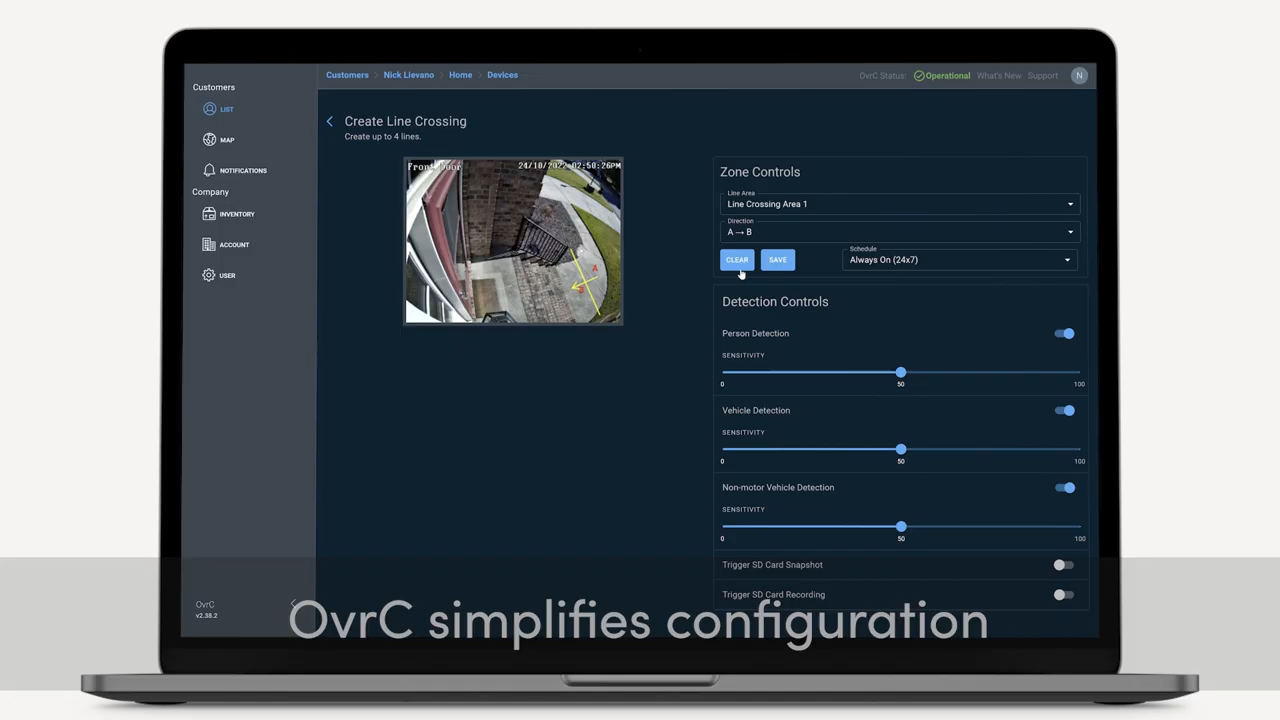 Customers
LIST
MAP
NOTIFICATIONS
Company
INVENTORY
ACCOUNT
USER
OvrC
v2.38.2
Customers > Nick Lievano > Home > Devices
OvrC Status: Operational What's New Support N
Create Line Crossing
Create up to 4 lines.
Front Door 24/10/2022 02:50:26PM
A
B
Zone Controls
Line Area
Line Crossing Area 1
Direction
A → B
CLEAR SAVE
Schedule
Always On (24x7)
Detection Controls
Person Detection
SENSITIVITY
0 50 100
Vehicle Detection
SENSITIVITY
0 50 100
Non-motor Vehicle Detection
SENSITIVITY
0 50 100
Trigger SD Card Snapshot
Trigger SD Card Recording
OvrC simplifies configuration